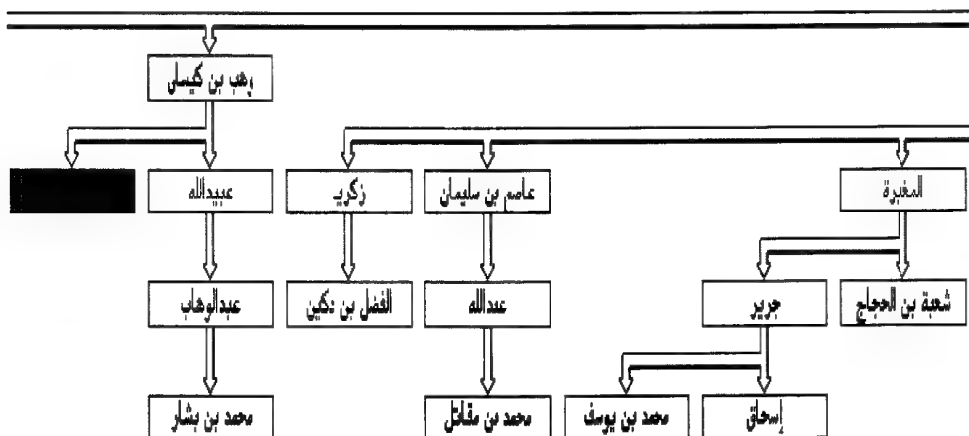 وهب بن كيسان
المغيرة
عاصم بن سليمان
زكريا
عبيدالله
شعبة بن الحجاج
جرير
عبدالله
الفضل بن دكين
عبدالوهاب
إسحاق
محمد بن يوسف
محمد بن مقاتل
محمد بن بشار